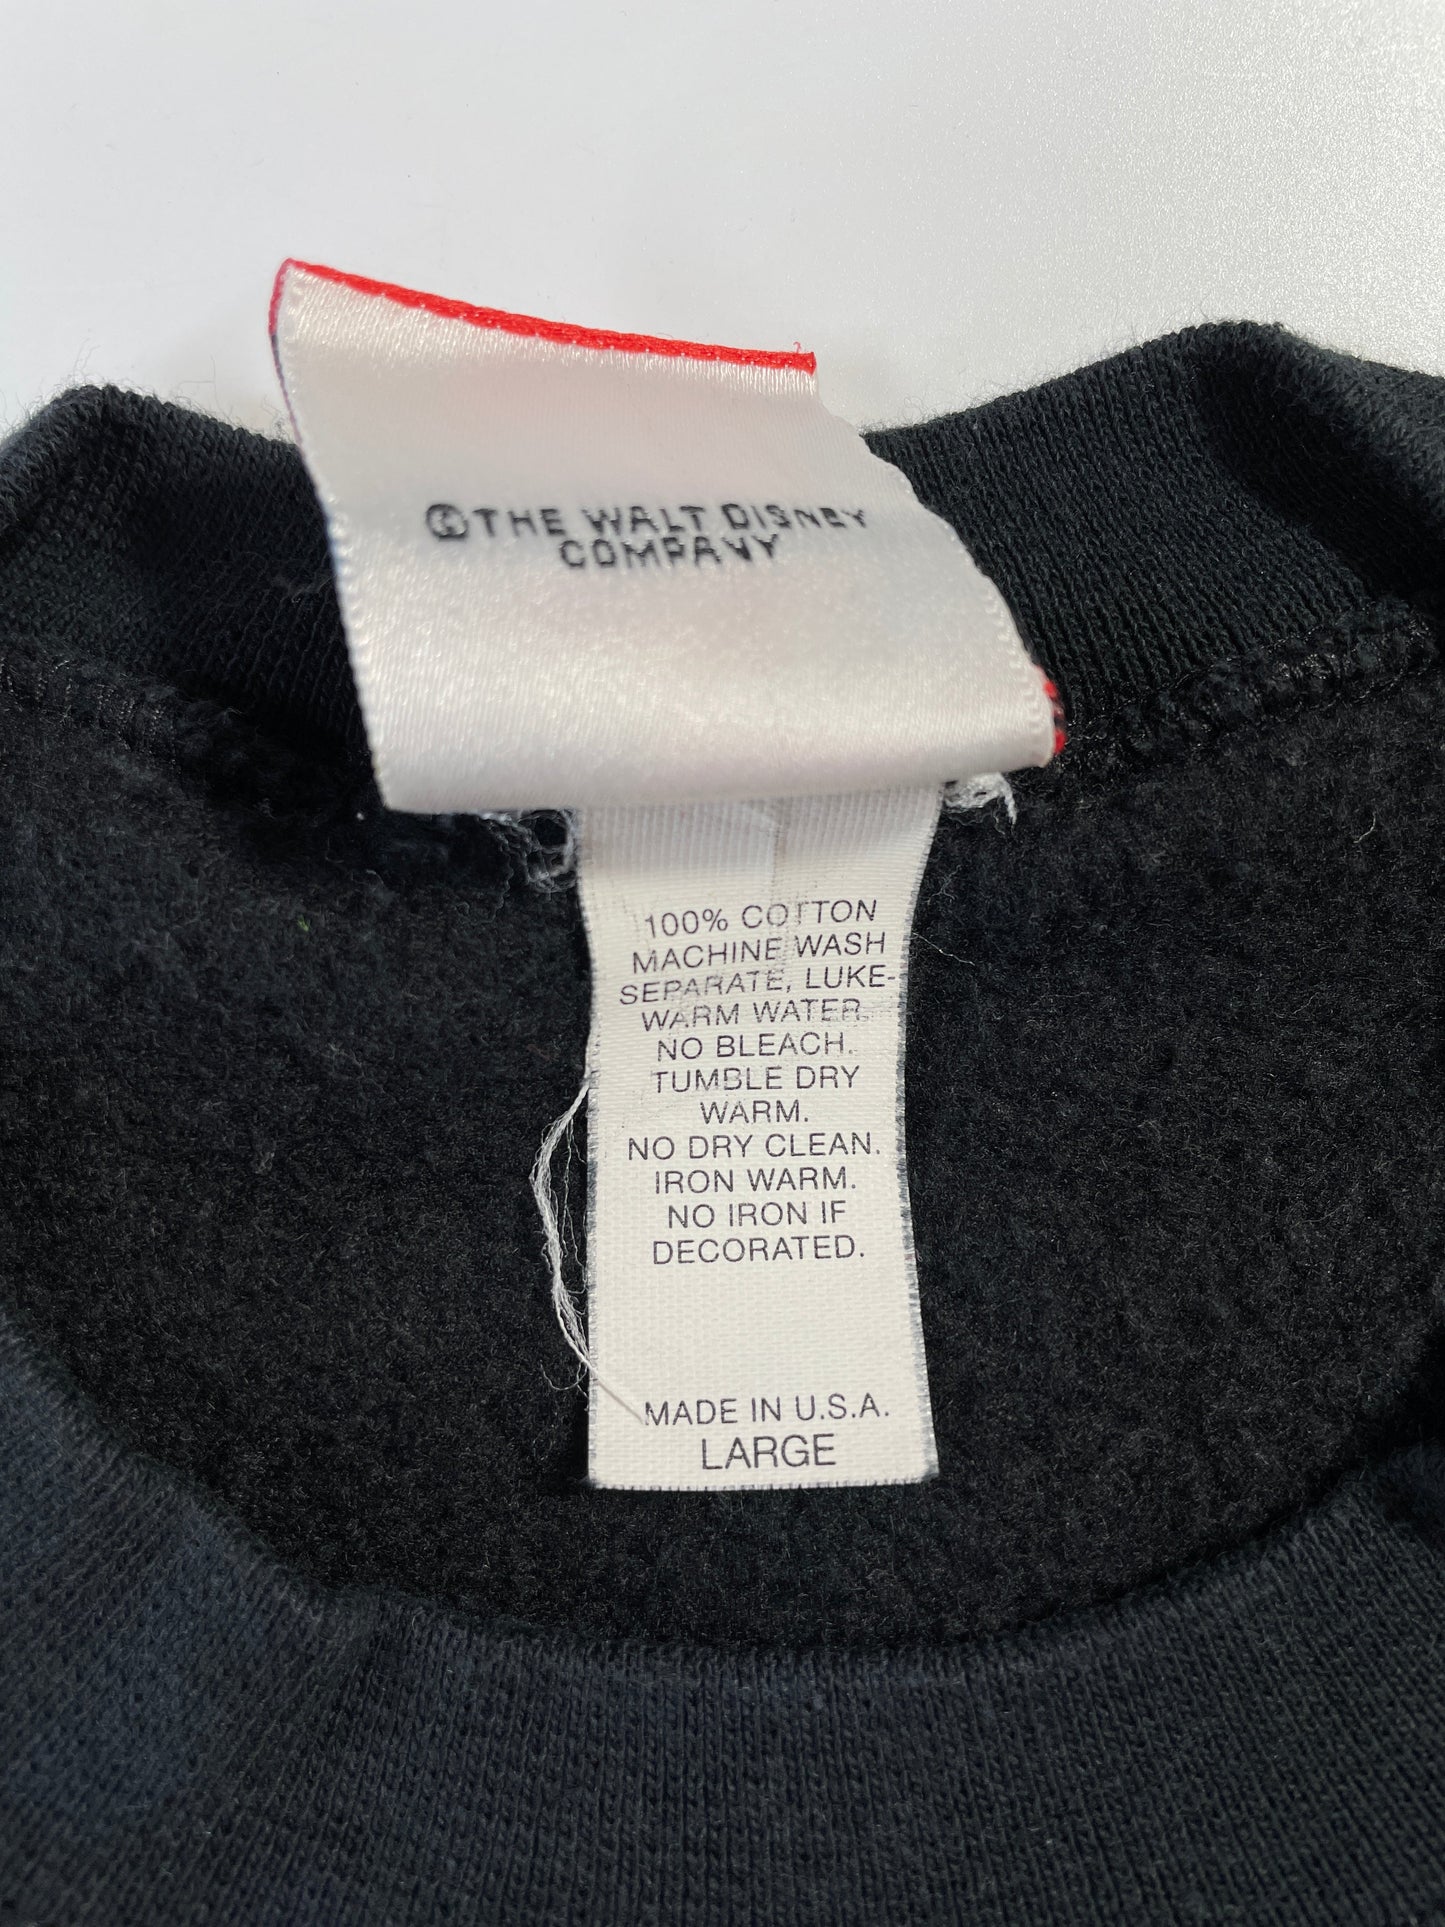 ©THE WALT DISNEY
COMPANY
100% COTTON
MACHINE WASH
SEPARATE, LUKE-
WARM WATER.
NO BLEACH.
TUMBLE DRY
WARM.
NO DRY CLEAN.
IRON WARM.
NO IRON IF
DECORATED.
MADE IN U.S.A.
LARGE